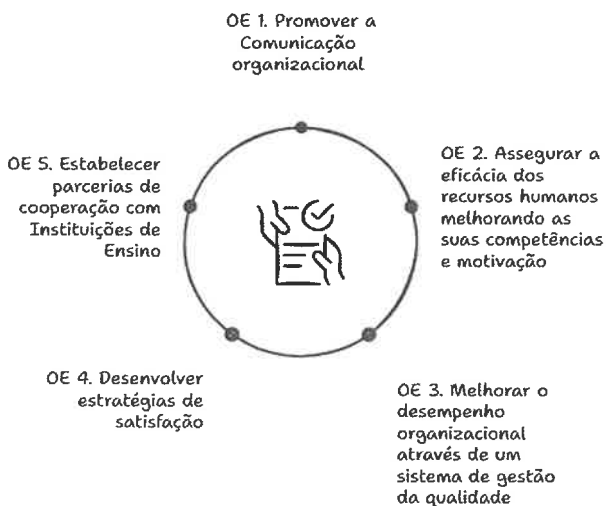 OE 1. Promover a
Comunicação
organizacional
OE 2. Assegurar a
eficácia dos
recursos humanos
melhorando as
suas competências
e motivação
OE 3. Melhorar o
desempenho
organizacional
através de um
sistema de gestão
da qualidade
OE 4. Desenvolver
estratégias de
satisfação
OE 5. Estabelecer
parcerias de
cooperação com
Instituições de
Ensino